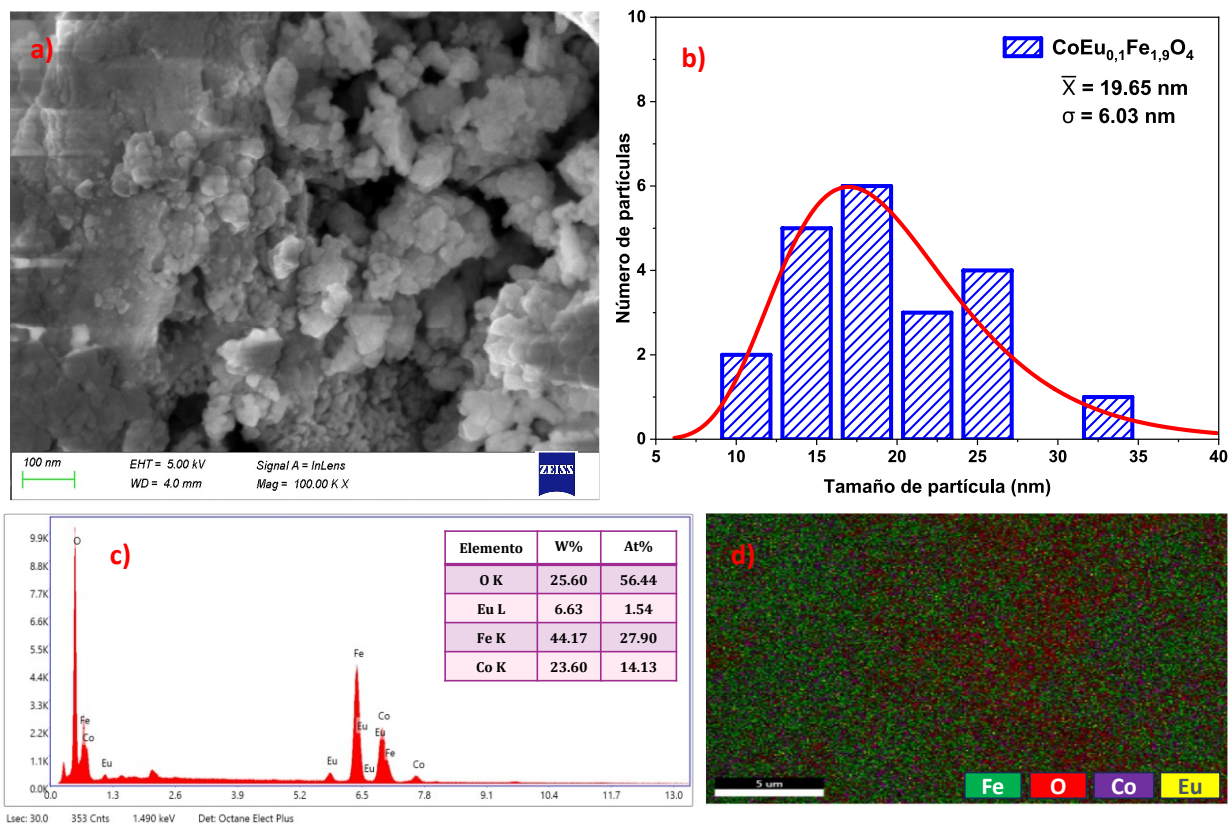 a)
100 nm
EHT = 5.00 kV
Signal A = InLens
WD = 4.0 mm
Mag = 100.00 K X
ZEISS
b)
CoEu0,1Fe1,9O4
X̅ = 19.65 nm
σ = 6.03 nm
Número de partículas
10
8
6
4
2
0
5 10 15 20 25 30 35 40
Tamaño de partícula (nm)
c)
9.9K
8.8K
7.7K
6.6K
5.5K
4.4K
3.3K
2.2K
1.1K
0.0K
O
Fe
Co
Eu
Eu
Fe
Eu
Eu
Co
Eu
Fe
Co
0.0 1.3 2.6 3.9 5.2 6.5 7.8 9.1 10.4 11.7 13.0
Elemento W% At%
O K 25.60 56.44
Eu L 6.63 1.54
Fe K 44.17 27.90
Co K 23.60 14.13
Lsec: 30.0 353 Cnts 1.490 keV Det: Octane Elect Plus
d)
5 um
Fe O Co Eu